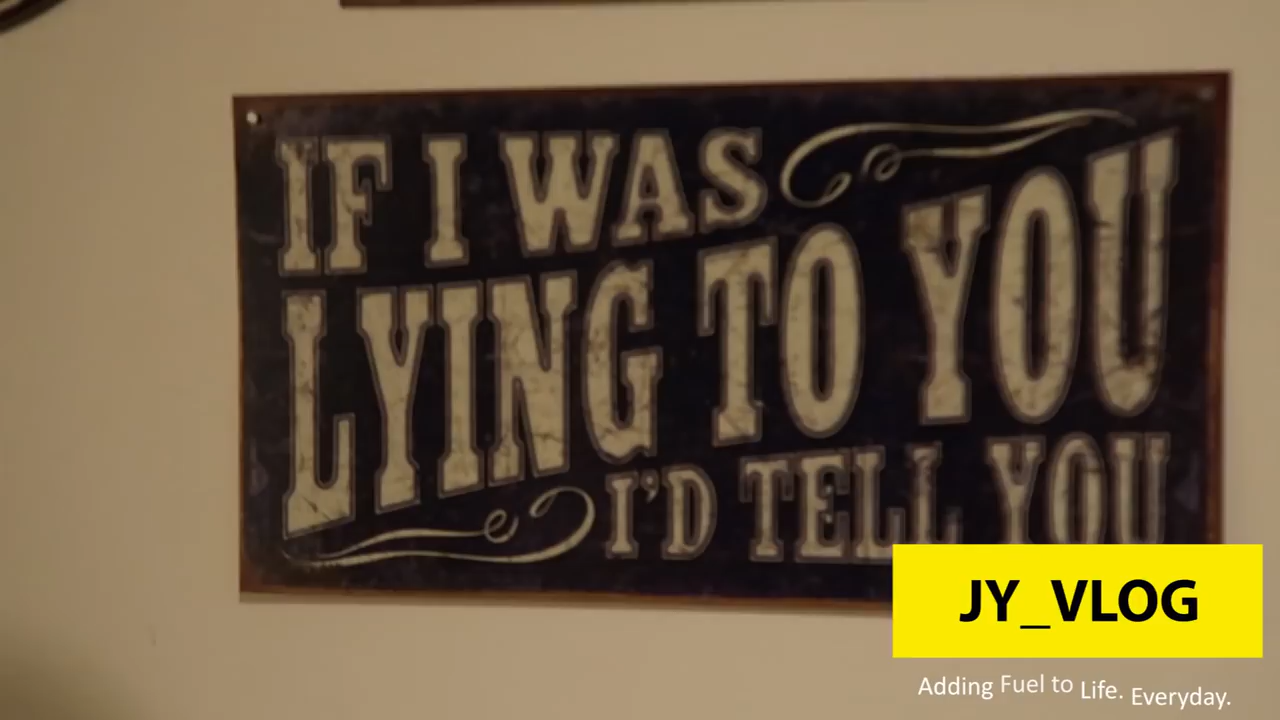 IF I WAS
LYING TO YOU
I'D TELL YOU
JY_VLOG
Adding Fuel to Life. Everyday.